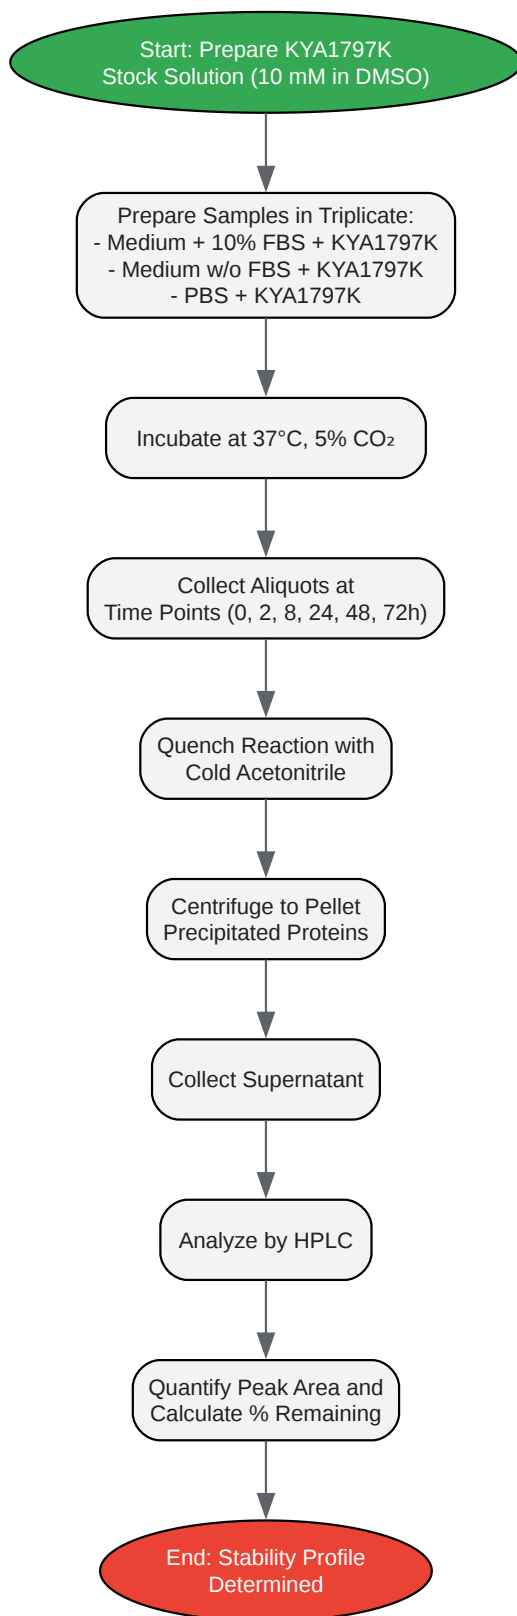 Start: Prepare KYA1797K
Stock Solution (10 mM in DMSO)
Prepare Samples in Triplicate:
- Medium + 10% FBS + KYA1797K
- Medium w/o FBS + KYA1797K
- PBS + KYA1797K
Incubate at 37°C, 5% CO₂
Collect Aliquots at
Time Points (0, 2, 8, 24, 48, 72h)
Quench Reaction with
Cold Acetonitrile
Centrifuge to Pellet
Precipitated Proteins
Collect Supernatant
Analyze by HPLC
Quantify Peak Area and
Calculate % Remaining
End: Stability Profile
Determined